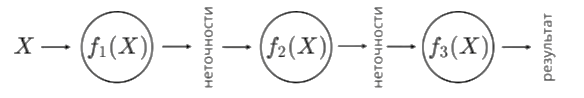 X
f₁(X)
неточности
f₂(X)
неточности
f₃(X)
результат